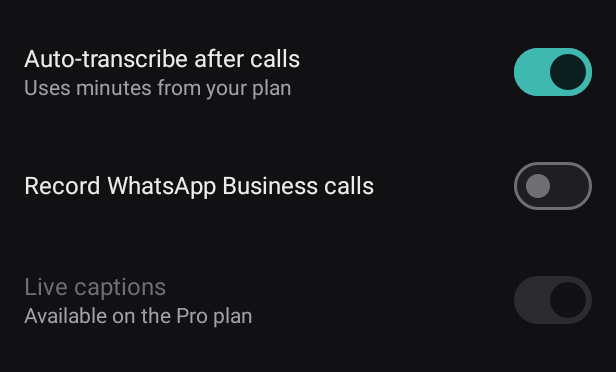 Auto-transcribe after calls
Uses minutes from your plan
Record WhatsApp Business calls
Live captions
Available on the Pro plan